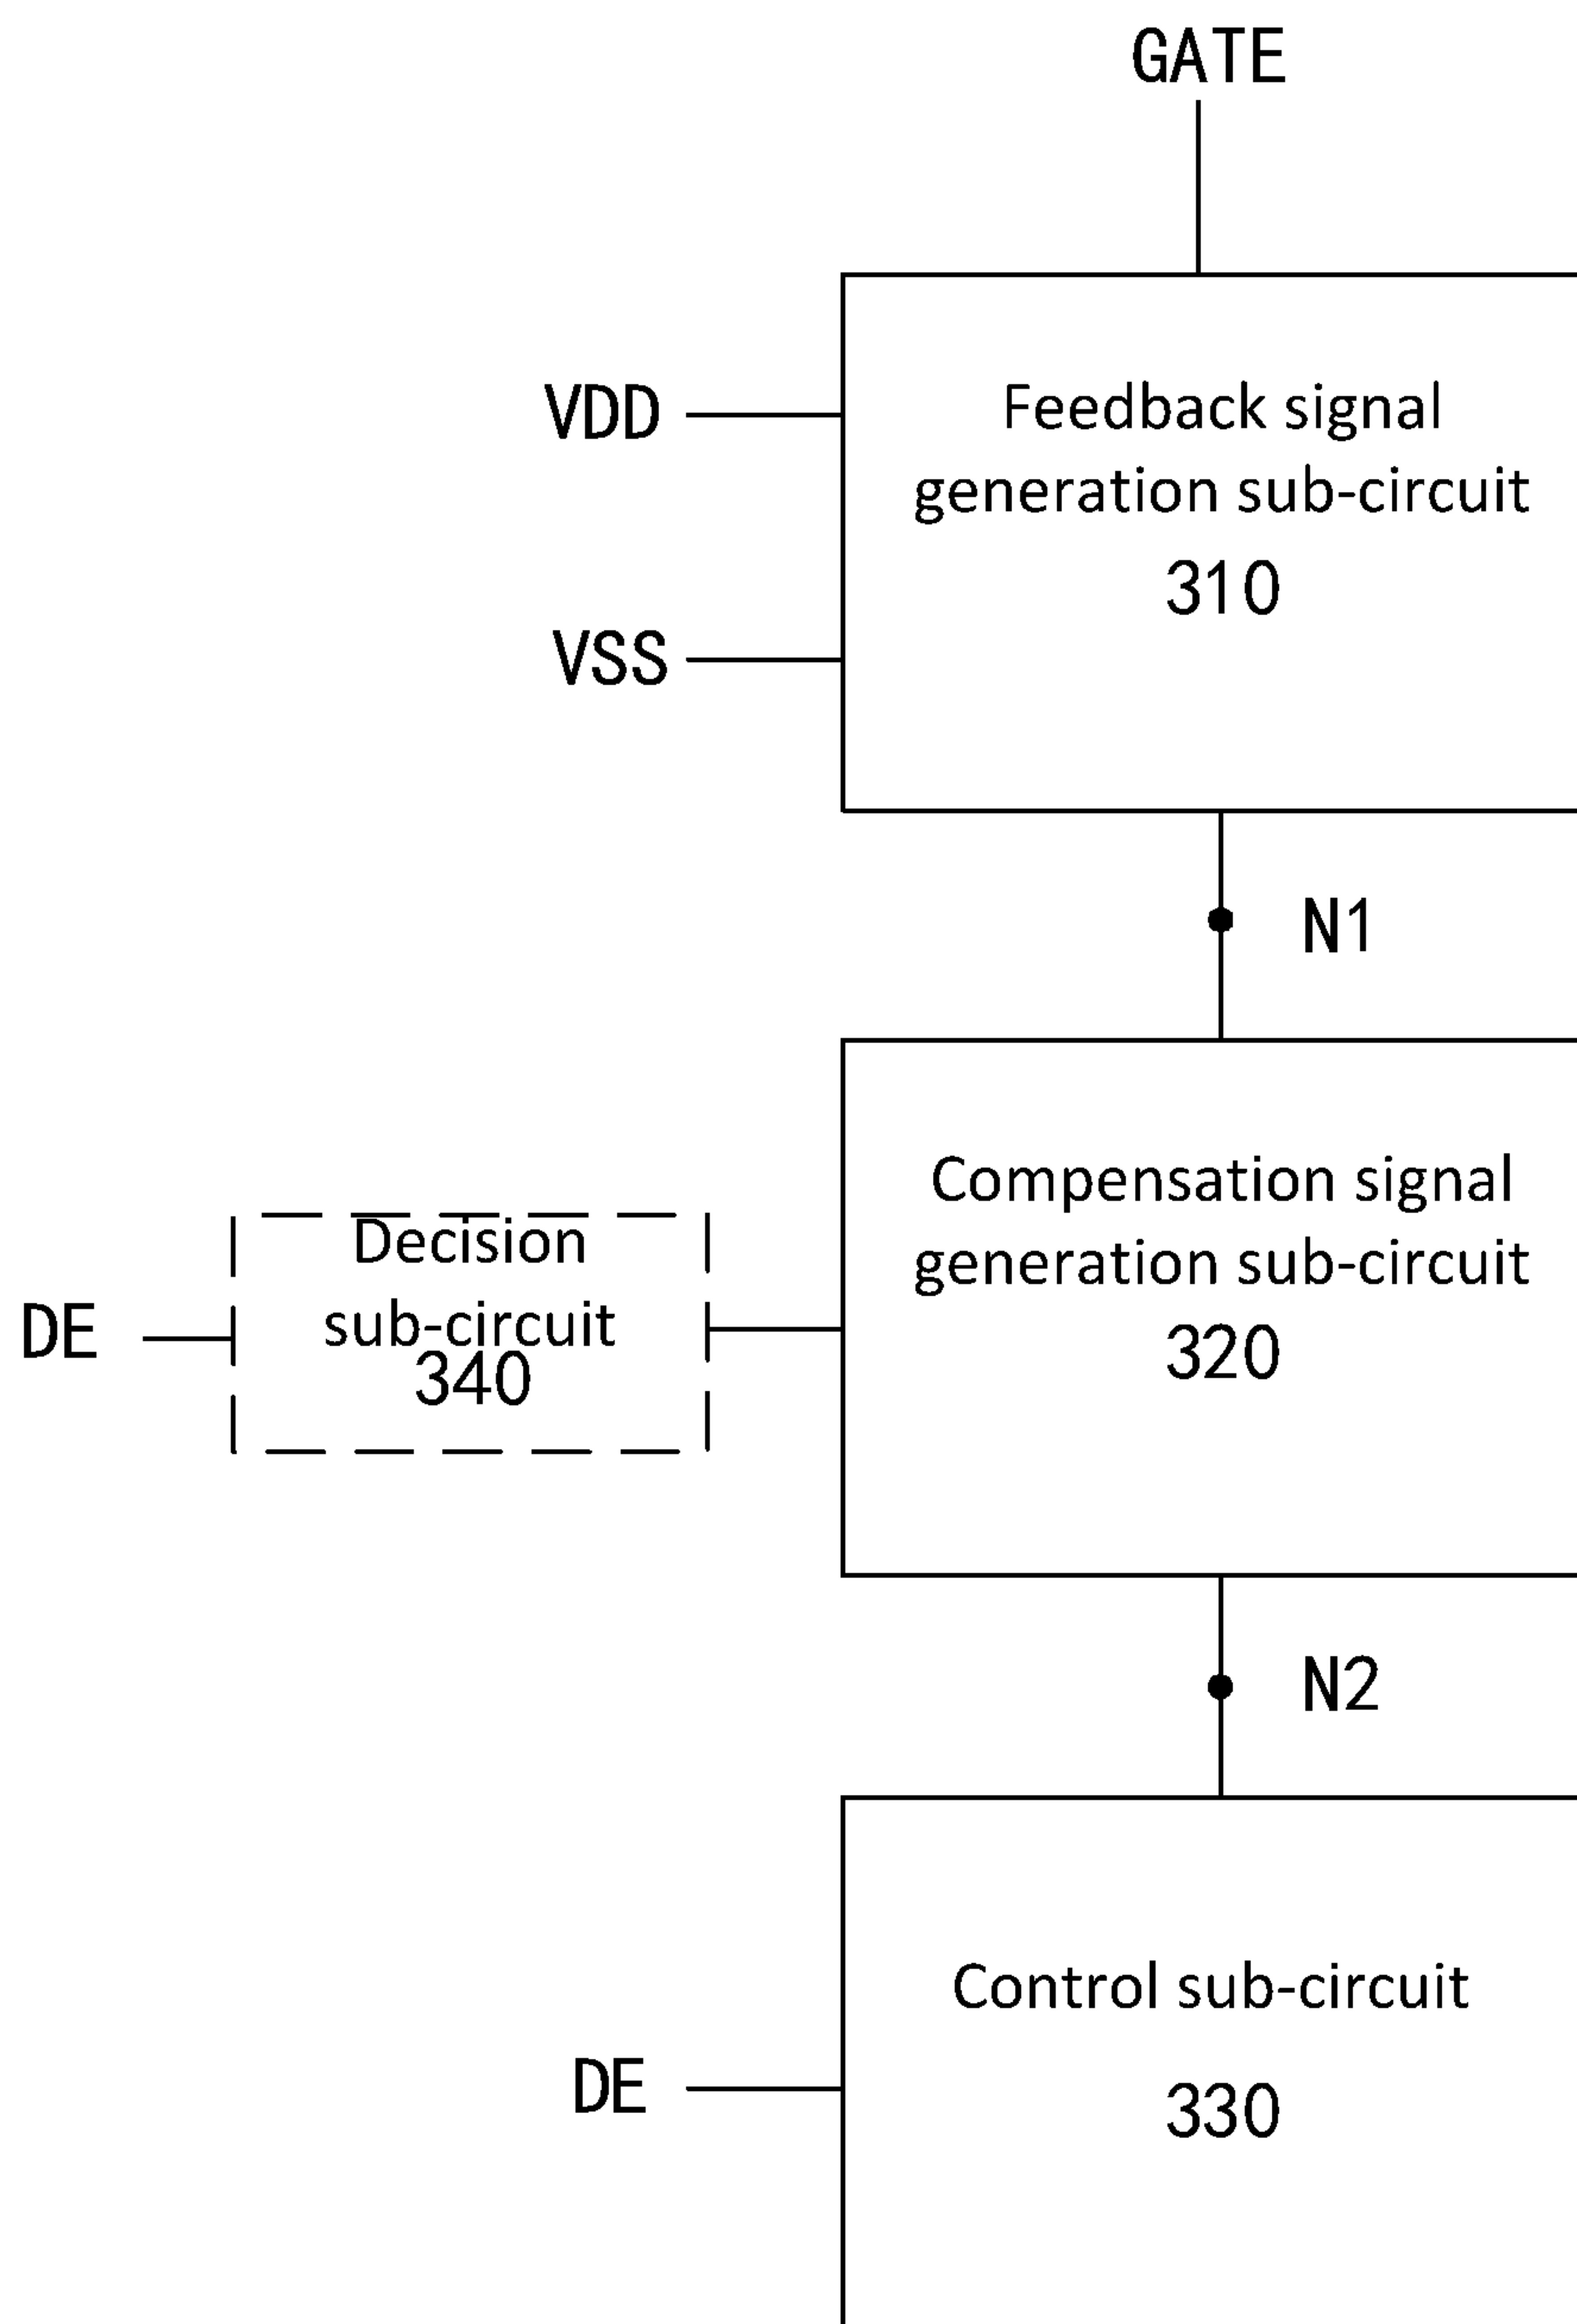 GATE
VDD
Feedback signal
generation sub-circuit
310
VSS
N1
Compensation signal
generation sub-circuit
320
Decision
sub-circuit
340
DE
N2
Control sub-circuit
330
DE